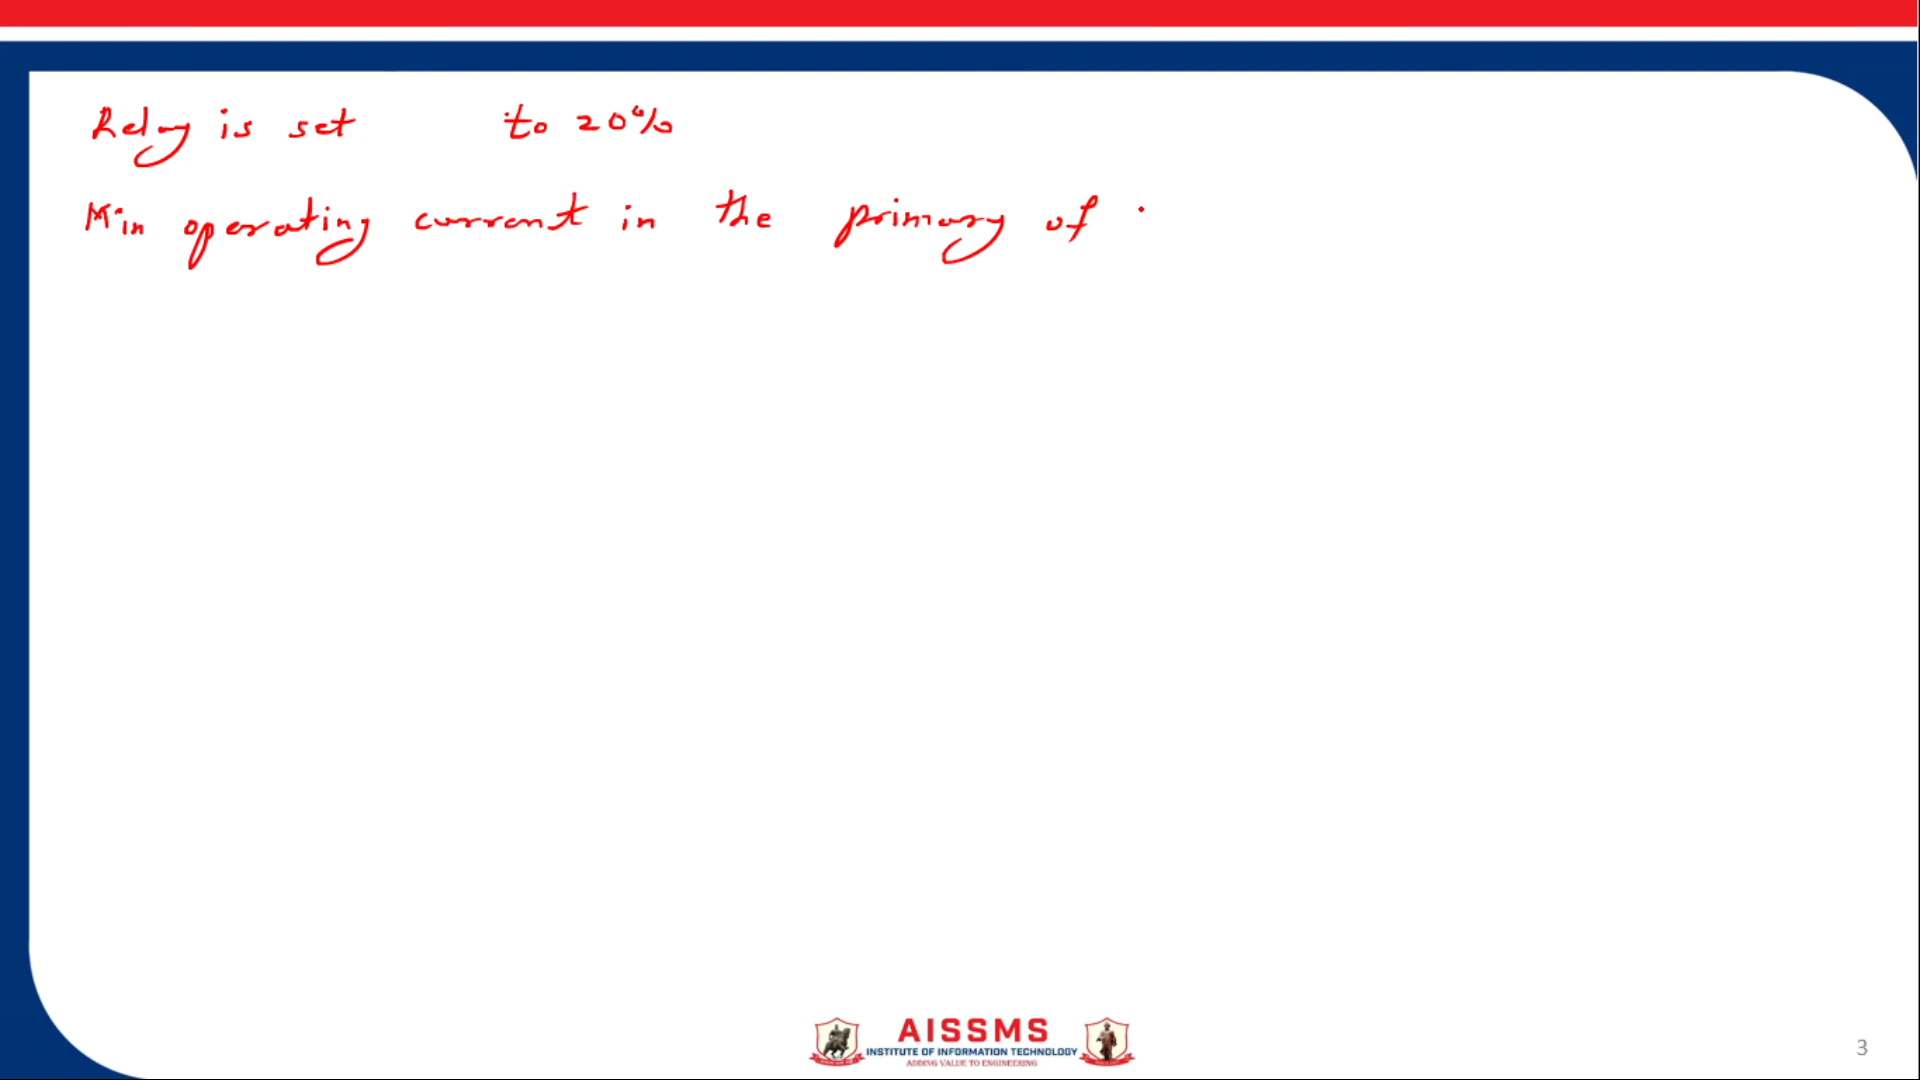 Relay is set to 20%
Min operating current in the primary of
AISSMS
INSTITUTE OF INFORMATION TECHNOLOGY
ADDING VALUE TO ENGINEERING
3